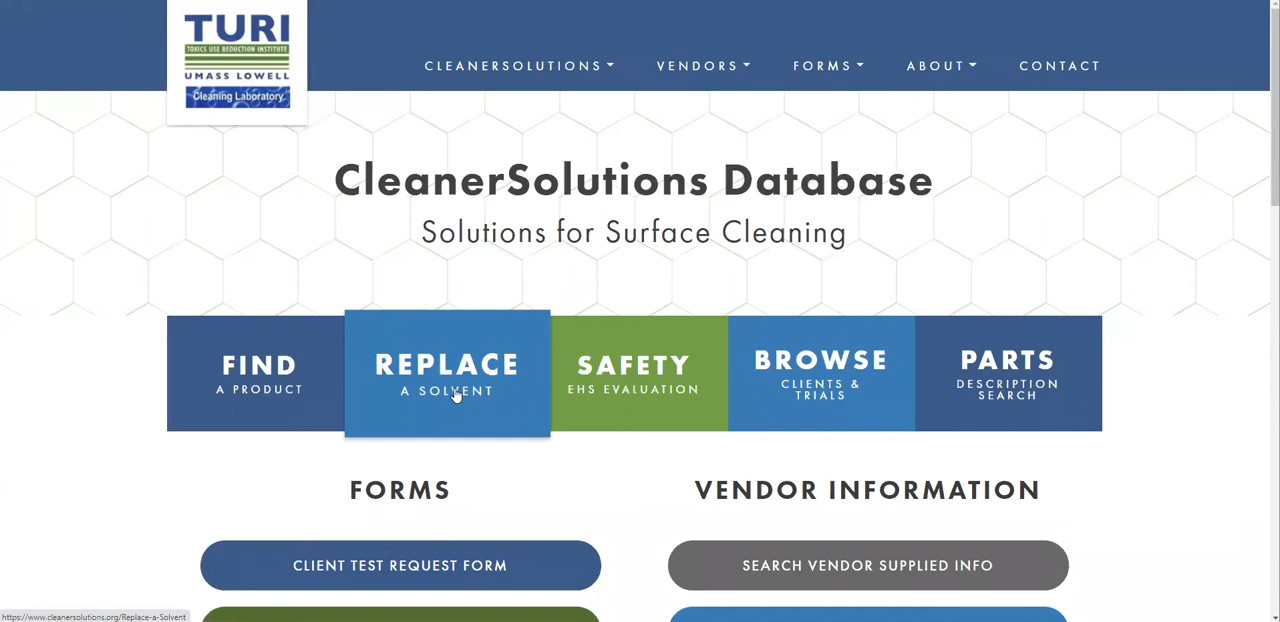 TURI
TOXICS USE REDUCTION INSTITUTE
UMASS LOWELL
Cleaning Laboratory
CLEANERSOLUTIONS
VENDORS
FORMS
ABOUT
CONTACT
CleanerSolutions Database
Solutions for Surface Cleaning
FIND
A PRODUCT
REPLACE
A SOLVENT
SAFETY
EHS EVALUATION
BROWSE
CLIENTS &
TRIALS
PARTS
DESCRIPTION
SEARCH
FORMS
CLIENT TEST REQUEST FORM
VENDOR INFORMATION
SEARCH VENDOR SUPPLIED INFO
https://www.cleanersolutions.org/Replace-a-Solvent